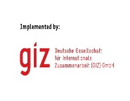 Implemented by:
giz
Deutsche Gesellschaft
für Internationale
Zusammenarbeit (GIZ) GmbH